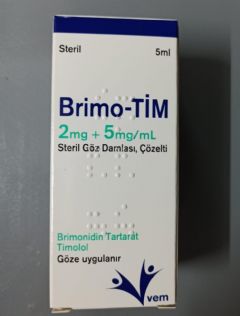 Steril 5ml
Brimo-TİM
2mg + 5mg/mL
Steril Göz Damlası, Çözelti
Brimonidin Tartarat
Timolol
Göze uygulanır
vem